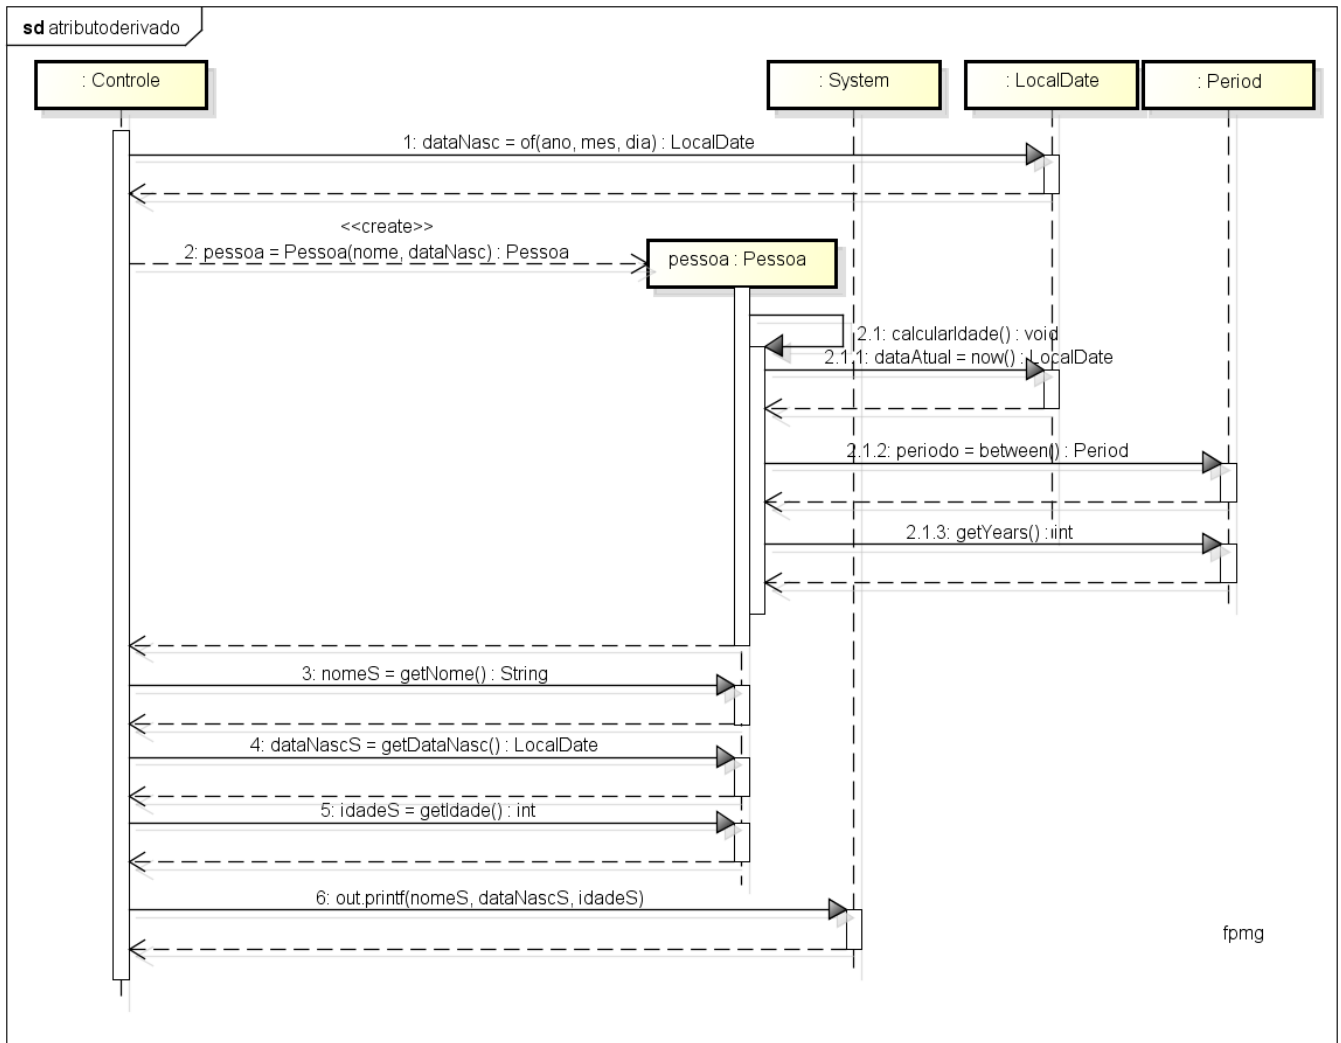 sd atributoderivado
: Controle
: System
: LocalDate
: Period
1: dataNasc = of(ano, mes, dia) : LocalDate
<<create>>
2: pessoa = Pessoa(nome, dataNasc) : Pessoa
pessoa : Pessoa
2.1: calcularIdade() : void
2.1.1: dataAtual = now() : LocalDate
2.1.2: periodo = between() : Period
2.1.3: getYears() : int
3: nomeS = getNome() : String
4: dataNascS = getDataNasc() : LocalDate
5: idadeS = getIdade() : int
6: out.printf(nomeS, dataNascS, idadeS)
fpmg